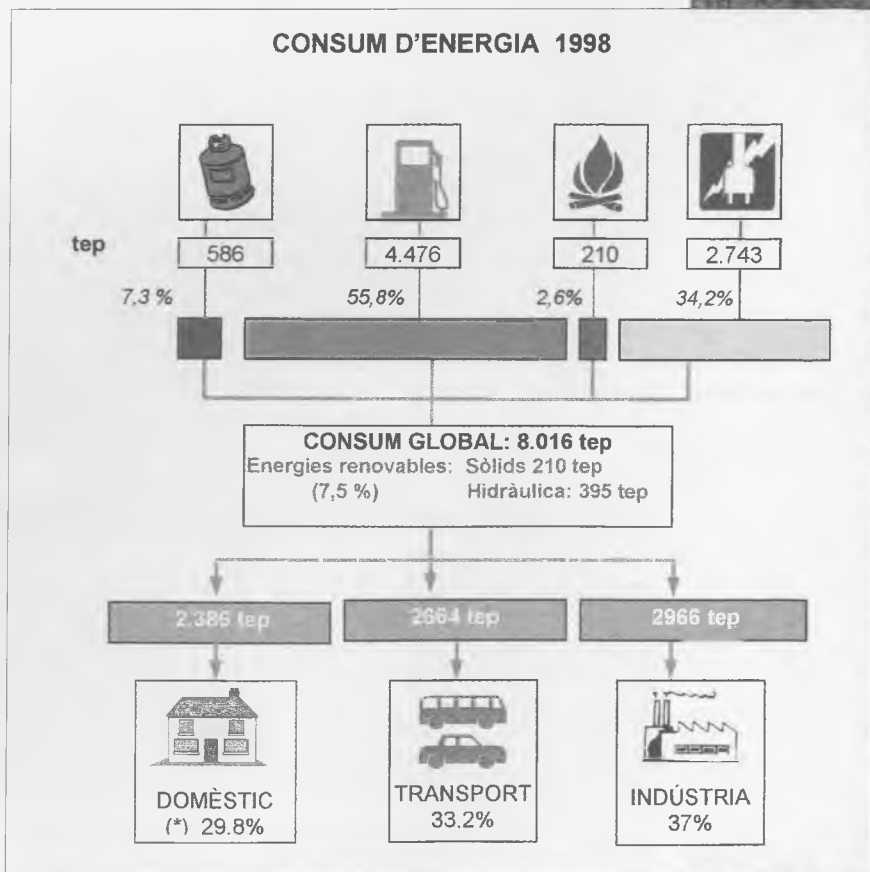 CONSUM D'ENERGIA 1998
tep
586
4.476
210
2.743
7,3 %
55,8%
2,6%
34,2%
CONSUM GLOBAL: 8.016 tep
Energies renovables: Sòlids 210 tep
(7,5 %) Hidràulica: 395 tep
2.386 tep
2664 tep
2966 tep
DOMÈSTIC
(*) 29.8%
TRANSPORT
33.2%
INDÚSTRIA
37%